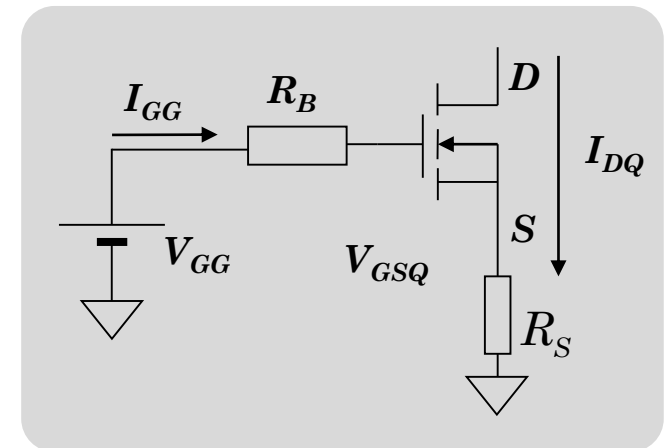 D
R_B
I_GG
I_DQ
S
V_GG
V_GSQ
R_S